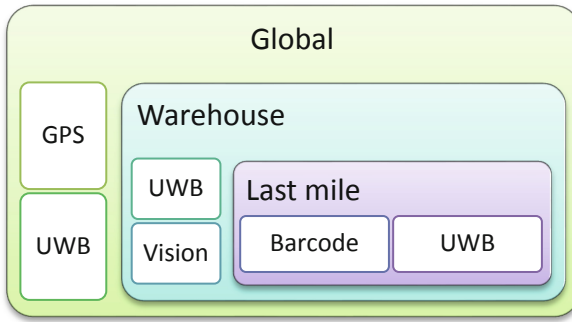 Global
GPS
UWB
Warehouse
UWB
Vision
Last mile
Barcode
UWB